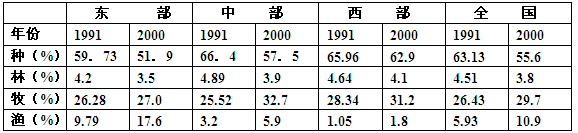 东 部 中 部 西 部 全 国
年份 1991 2000 1991 2000 1991 2000 1991 2000
种（%） 59. 73 51. 9 66. 4 57. 5 65.96 62.9 63.13 55.6
林（%） 4.2 3.5 4.89 3.9 4.64 4.1 4.51 3.8
牧（%） 26.28 27.0 25.52 32.7 28.34 31.2 26.43 29.7
渔（%） 9.79 17.6 3.2 5.9 1.05 1.8 5.93 10.9